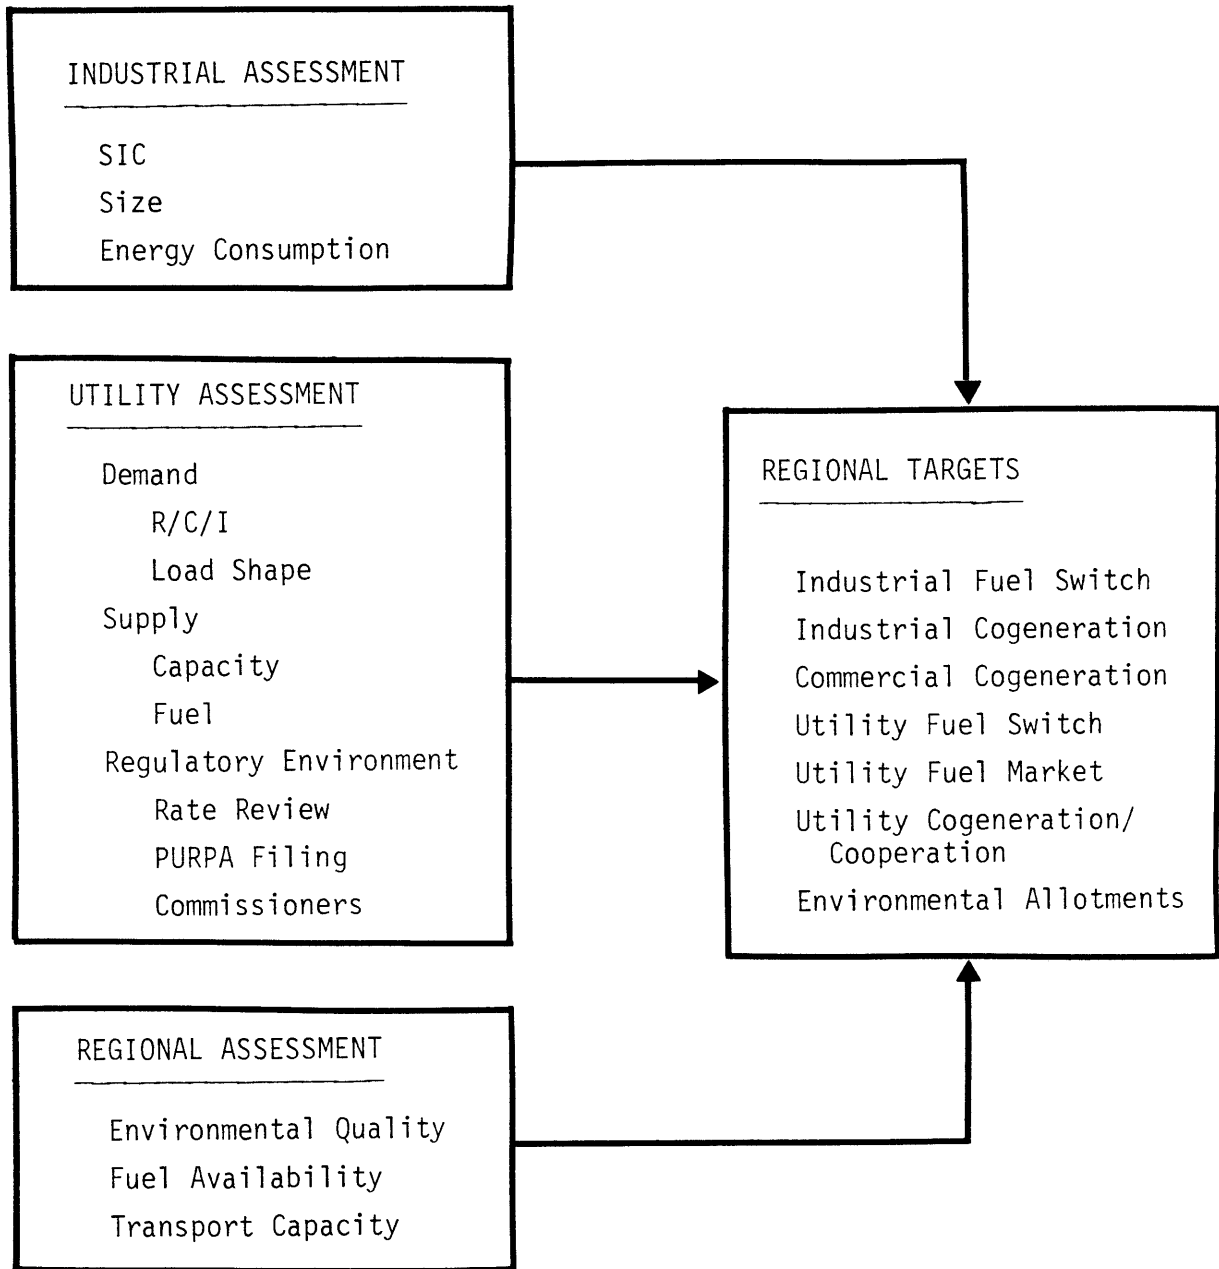 INDUSTRIAL ASSESSMENT
SIC
Size
Energy Consumption
UTILITY ASSESSMENT
Demand
R/C/I
Load Shape
Supply
Capacity
Fuel
Regulatory Environment
Rate Review
PURPA Filing
Commissioners
REGIONAL ASSESSMENT
Environmental Quality
Fuel Availability
Transport Capacity
REGIONAL TARGETS
Industrial Fuel Switch
Industrial Cogeneration
Commercial Cogeneration
Utility Fuel Switch
Utility Fuel Market
Utility Cogeneration/
Cooperation
Environmental Allotments